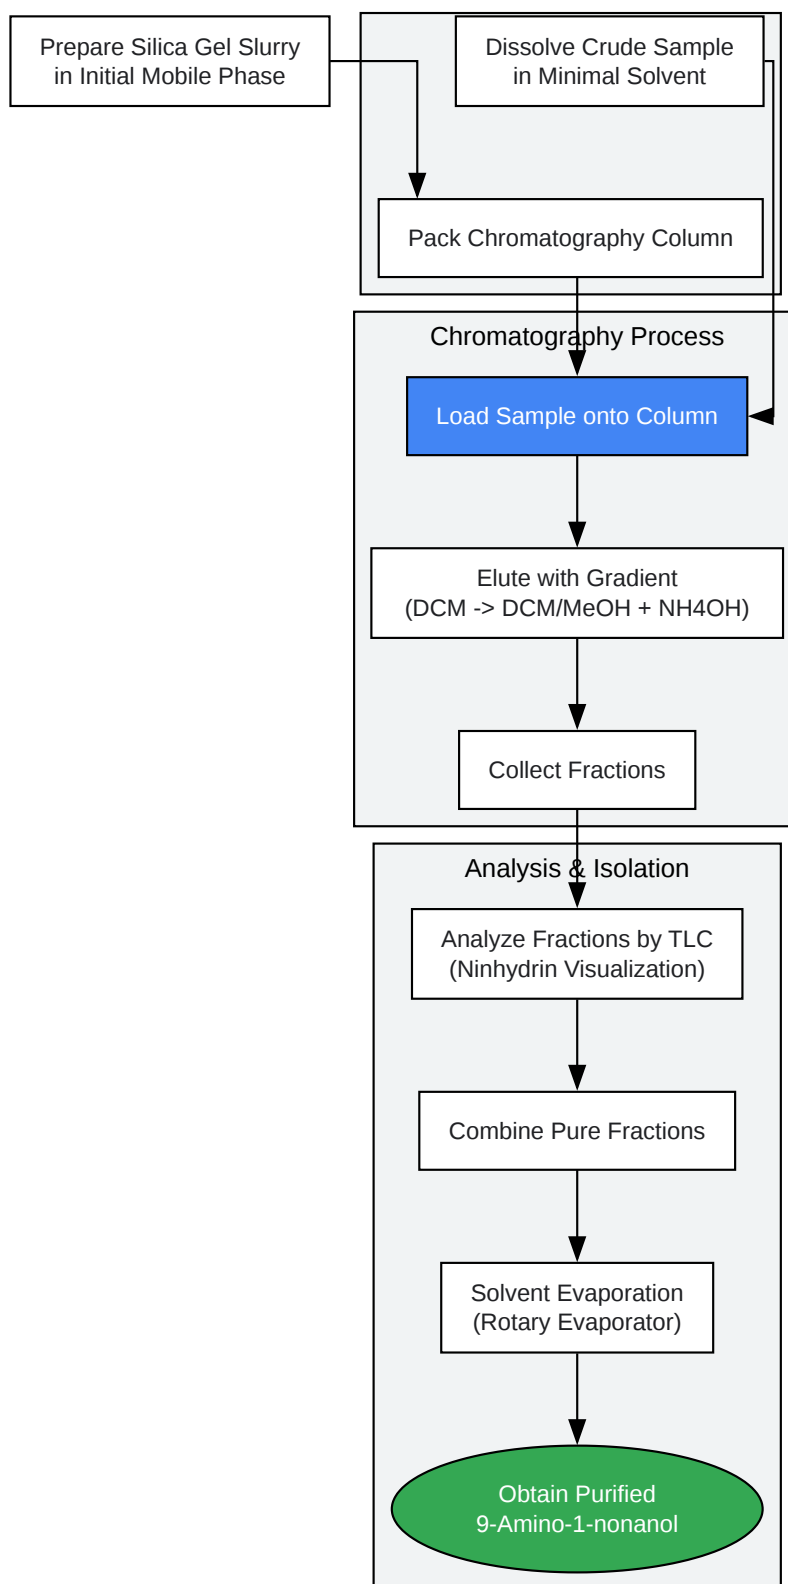 Prepare Silica Gel Slurry
in Initial Mobile Phase
Dissolve Crude Sample
in Minimal Solvent
Pack Chromatography Column
Chromatography Process
Load Sample onto Column
Elute with Gradient
(DCM -> DCM/MeOH + NH4OH)
Collect Fractions
Analysis & Isolation
Analyze Fractions by TLC
(Ninhydrin Visualization)
Combine Pure Fractions
Solvent Evaporation
(Rotary Evaporator)
Obtain Purified
9-Amino-1-nonanol